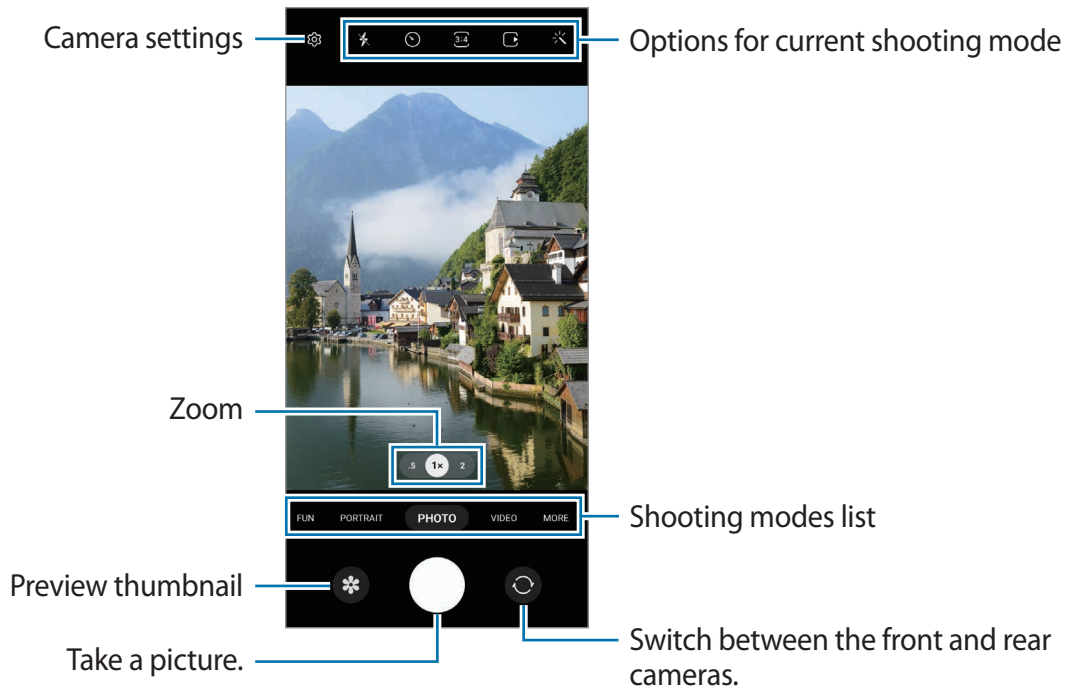 Camera settings
3:4
Options for current shooting mode
Zoom
.5 1× 2
FUN PORTRAIT PHOTO VIDEO MORE
Shooting modes list
Preview thumbnail
Take a picture.
Switch between the front and rear
cameras.